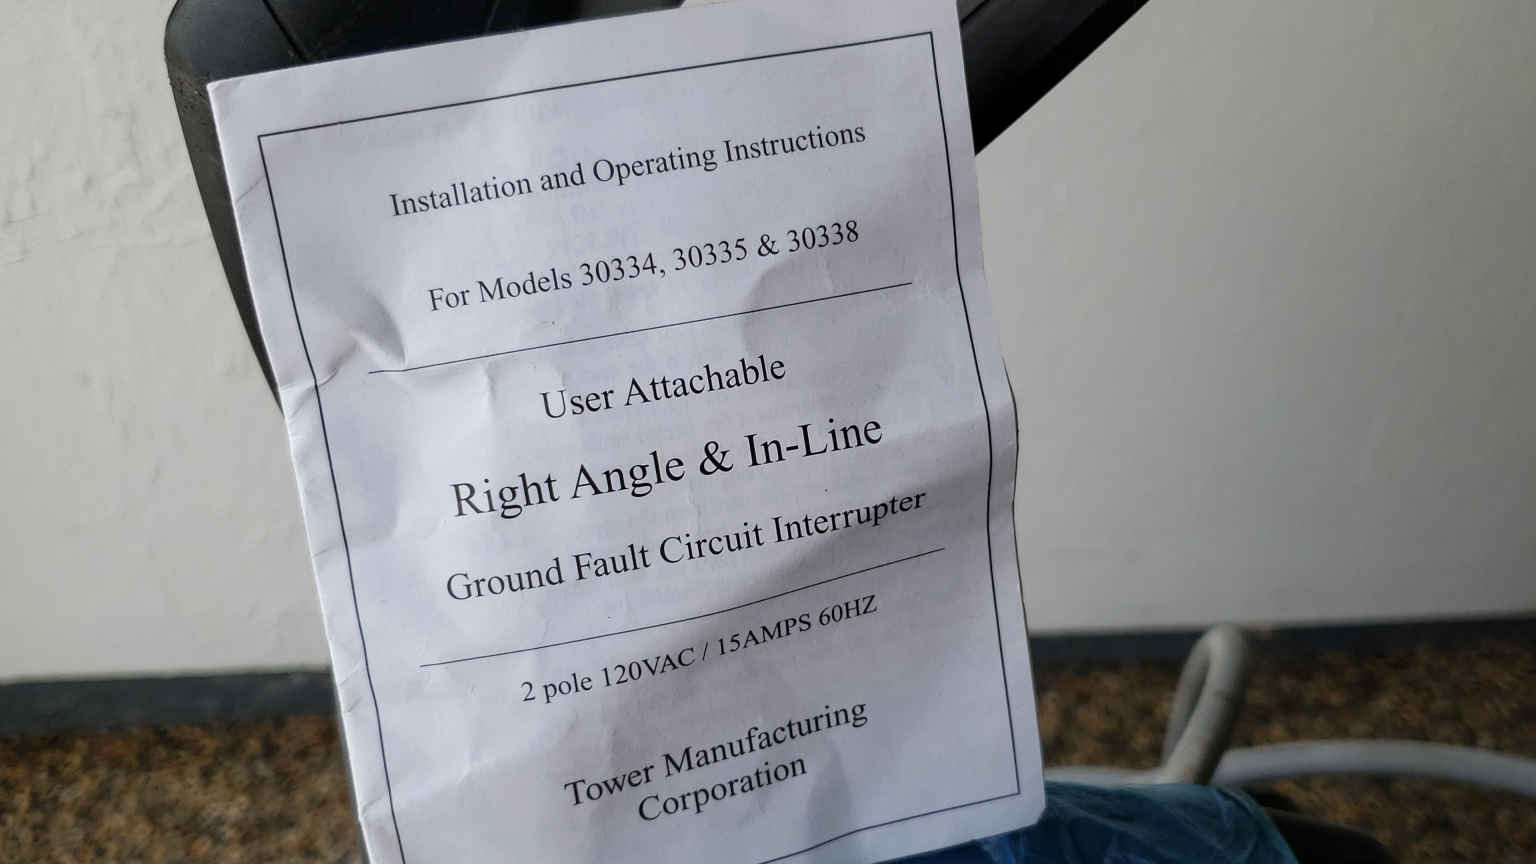 Installation and Operating Instructions
For Models 30334, 30335 & 30338
User Attachable
Right Angle & In-Line
Ground Fault Circuit Interrupter
2 pole 120VAC / 15AMPS 60HZ
Tower Manufacturing
Corporation